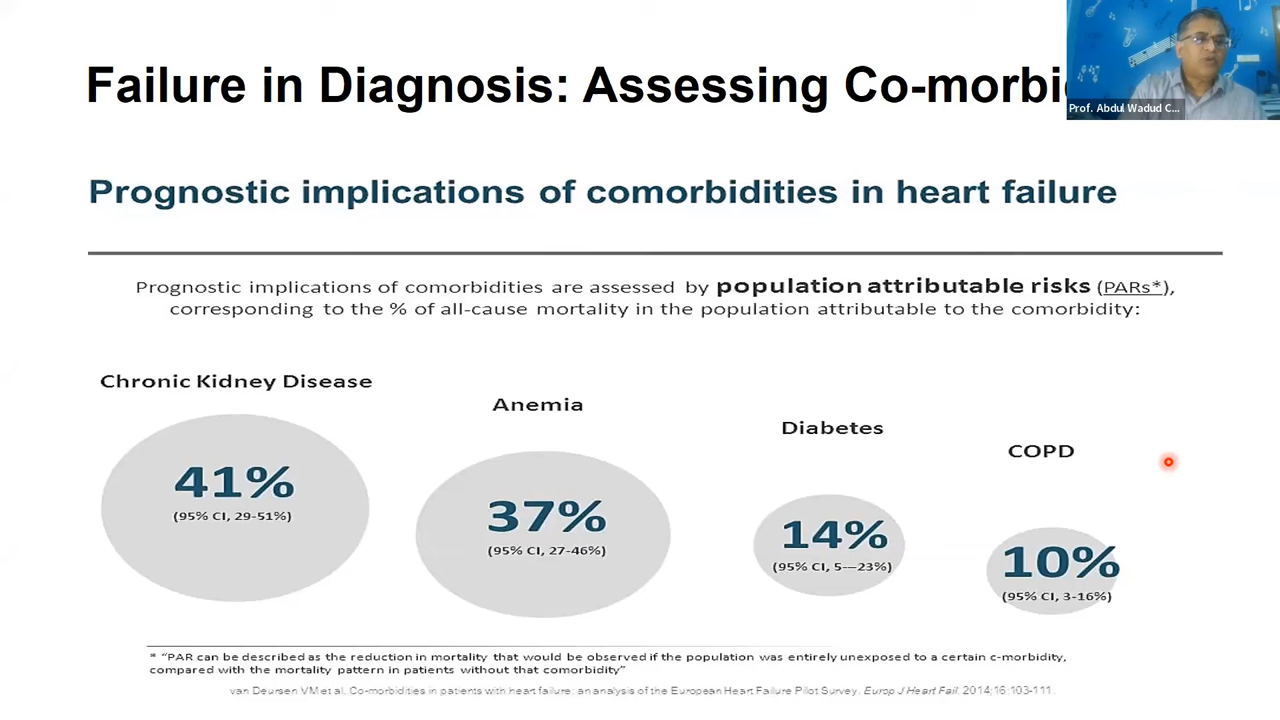 Failure in Diagnosis: Assessing Co-morbi
Prof. Abdul Wadud C...
Prognostic implications of comorbidities in heart failure
Prognostic implications of comorbidities are assessed by population attributable risks (PARs*),
corresponding to the % of all-cause mortality in the population attributable to the comorbidity:
Chronic Kidney Disease
41%
(95% CI, 29-51%)
Anemia
37%
(95% CI, 27-46%)
Diabetes
14%
(95% CI, 5-–23%)
COPD
10%
(95% CI, 3-16%)
* "PAR can be described as the reduction in mortality that would be observed if the population was entirely unexposed to a certain c-morbidity,
compared with the mortality pattern in patients without that comorbidity"
van Deursen VM et al. Co-morbidities in patients with heart failure: an analysis of the European Heart Failure Pilot Survey. Europ J Heart Fail. 2014;16:103-111.